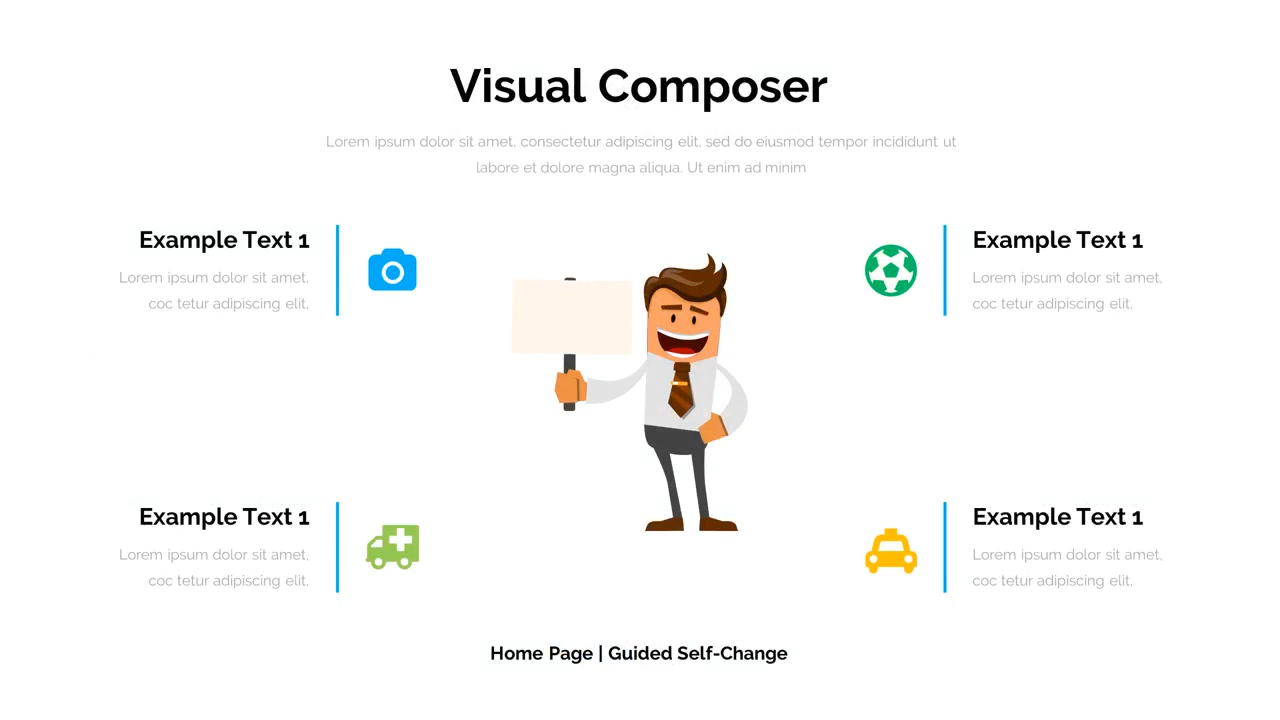 Visual Composer
Lorem ipsum dolor sit amet, consectetur adipiscing elit, sed do eiusmod tempor incididunt ut
labore et dolore magna aliqua. Ut enim ad minim
Example Text 1
Lorem ipsum dolor sit amet,
coc tetur adipiscing elit.
Example Text 1
Lorem ipsum dolor sit amet,
coc tetur adipiscing elit.
Example Text 1
Lorem ipsum dolor sit amet,
coc tetur adipiscing elit.
Example Text 1
Lorem ipsum dolor sit amet,
coc tetur adipiscing elit.
Home Page | Guided Self-Change